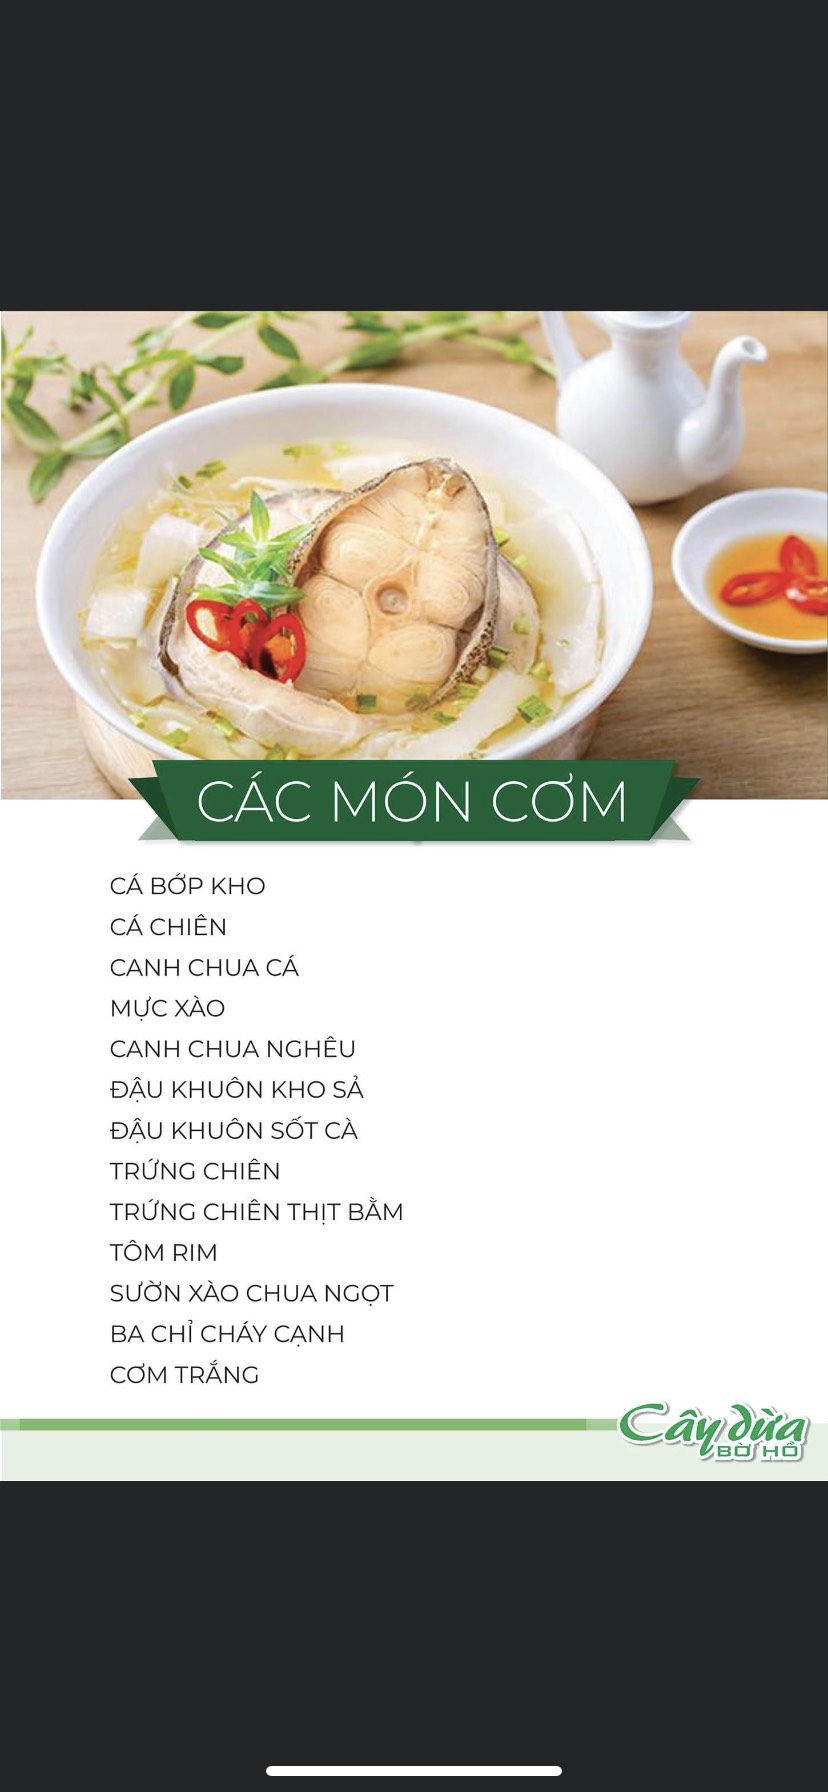 CÁC MÓN CƠM
CÁ BỚP KHO
CÁ CHIÊN
CANH CHUA CÁ
MỰC XÀO
CANH CHUA NGHÊU
ĐẬU KHUÔN KHO SẢ
ĐẬU KHUÔN SỐT CÀ
TRỨNG CHIÊN
TRỨNG CHIÊN THỊT BẰM
TÔM RIM
SƯỜN XÀO CHUA NGỌT
BA CHỈ CHÁY CẠNH
CƠM TRẮNG
Cây dừa
BỜ HỒ